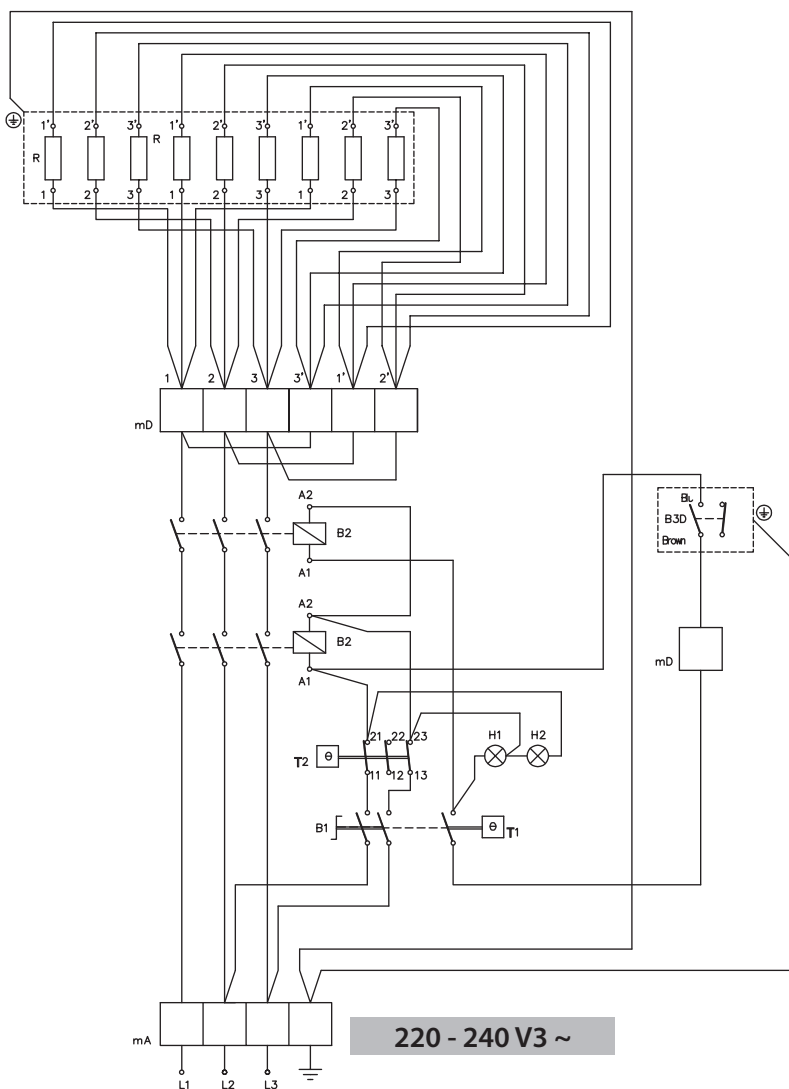 1' 2' 3' 1' 2' 3' 1' 2' 3'
R R
1 2 3 1 2 3 1 2 3
1 2 3 3' 1' 2'
mD
A2
B2
A1
Blu
B3D
Brown
A2
B2
A1
mD
21 22 23
H1 H2
T2 θ
11 12 13
B1
θ T1
mA
220 - 240 V3 ~
L1 L2 L3